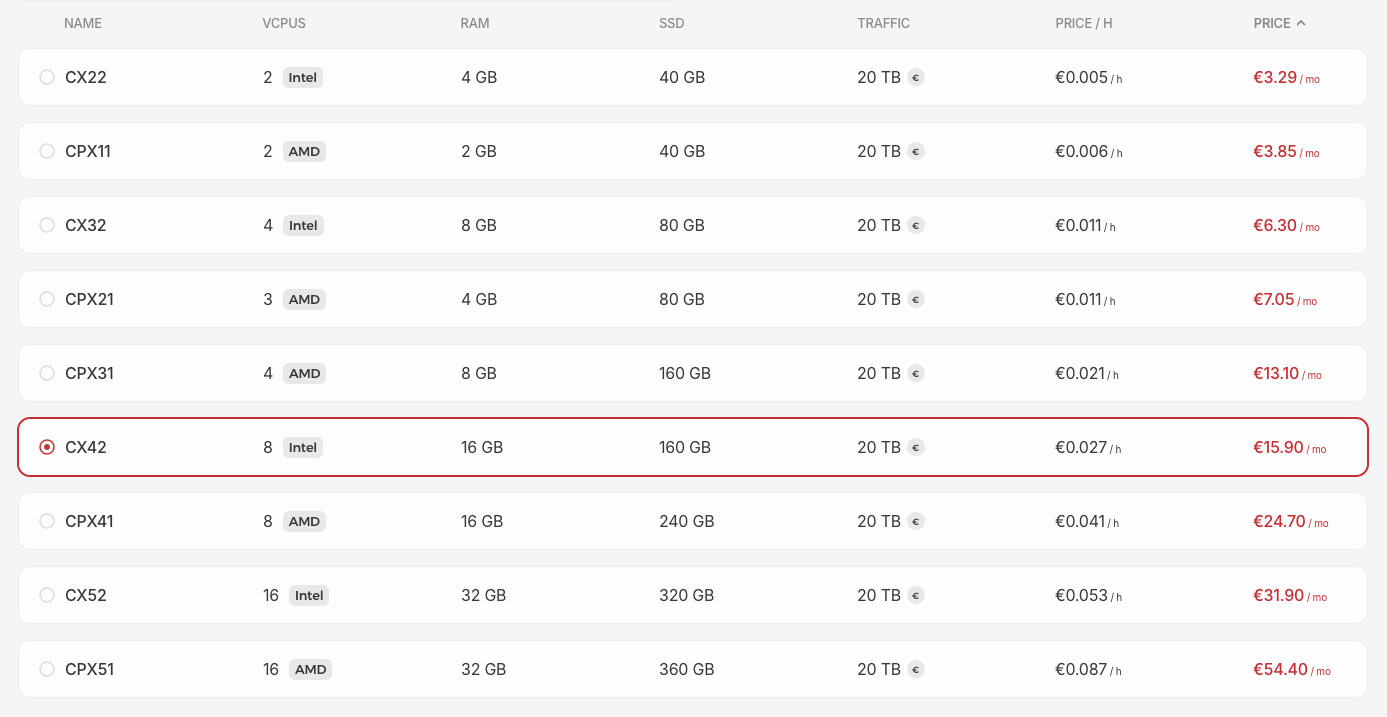 NAME VCPUS RAM SSD TRAFFIC PRICE / H PRICE
CX22 2 Intel 4 GB 40 GB 20 TB € €0.005 / h €3.29 / mo
CPX11 2 AMD 2 GB 40 GB 20 TB € €0.006 / h €3.85 / mo
CX32 4 Intel 8 GB 80 GB 20 TB € €0.011 / h €6.30 / mo
CPX21 3 AMD 4 GB 80 GB 20 TB € €0.011 / h €7.05 / mo
CPX31 4 AMD 8 GB 160 GB 20 TB € €0.021 / h €13.10 / mo
CX42 8 Intel 16 GB 160 GB 20 TB € €0.027 / h €15.90 / mo
CPX41 8 AMD 16 GB 240 GB 20 TB € €0.041 / h €24.70 / mo
CX52 16 Intel 32 GB 320 GB 20 TB € €0.053 / h €31.90 / mo
CPX51 16 AMD 32 GB 360 GB 20 TB € €0.087 / h €54.40 / mo